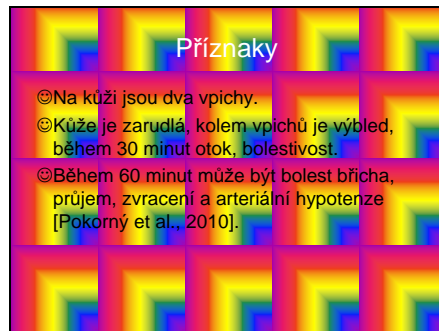 Příznaky
☺Na kůži jsou dva vpichy.
☺Kůže je zarudlá, kolem vpichů je výbled,
během 30 minut otok, bolestivost.
☺Během 60 minut může být bolest břicha,
průjem, zvracení a arteriální hypotenze
[Pokorný et al., 2010].